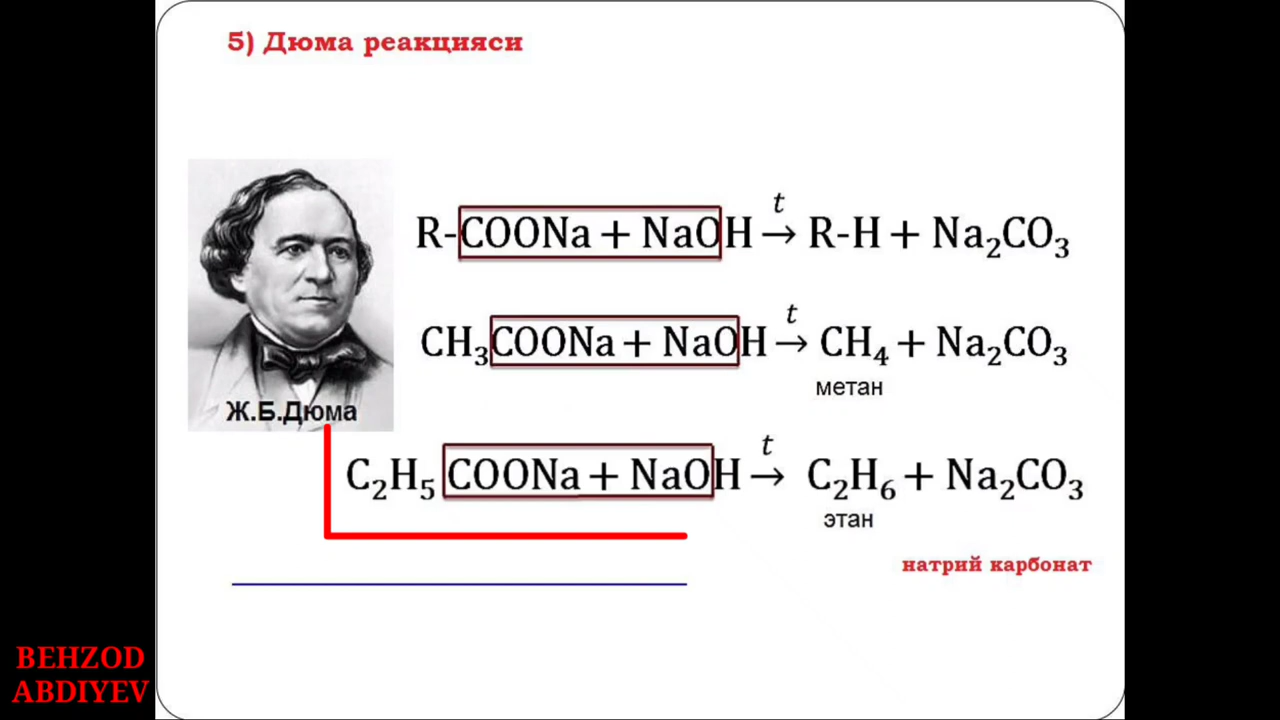 5) Дюма реакцияси
R-COONa + NaOH →t R-H + Na₂CO₃
CH₃COONa + NaOH →t CH₄ + Na₂CO₃
метан
Ж.Б.Дюма
C₂H₅ COONa + NaOH →t C₂H₆ + Na₂CO₃
этан
натрий карбонат
BEHZOD
ABDIYEV